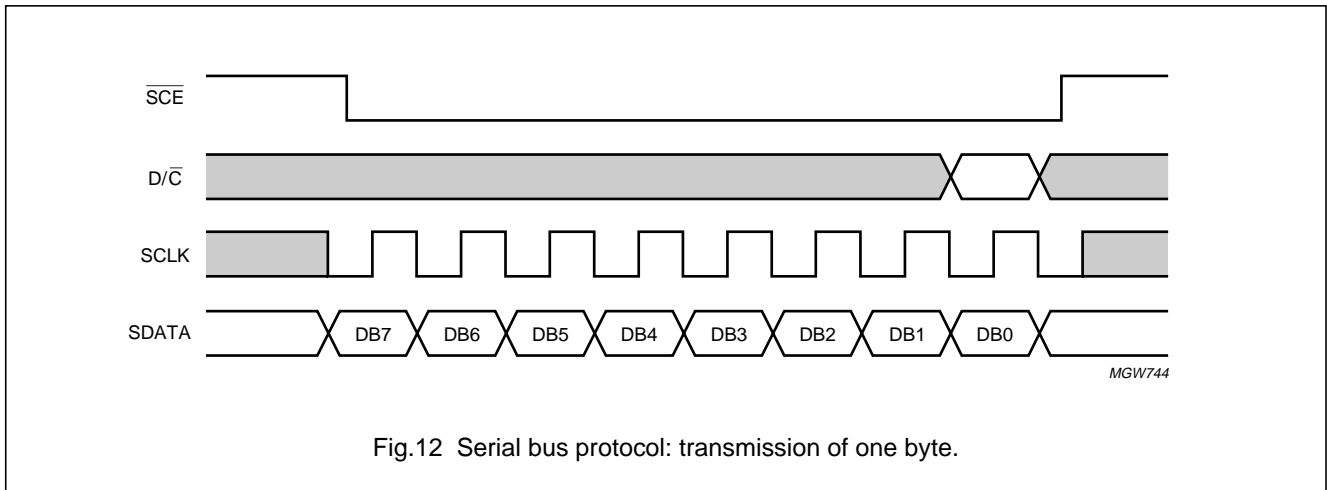 S̅C̅E̅
D/C̅
SCLK
SDATA DB7 DB6 DB5 DB4 DB3 DB2 DB1 DB0
MGW744
Fig.12 Serial bus protocol: transmission of one byte.